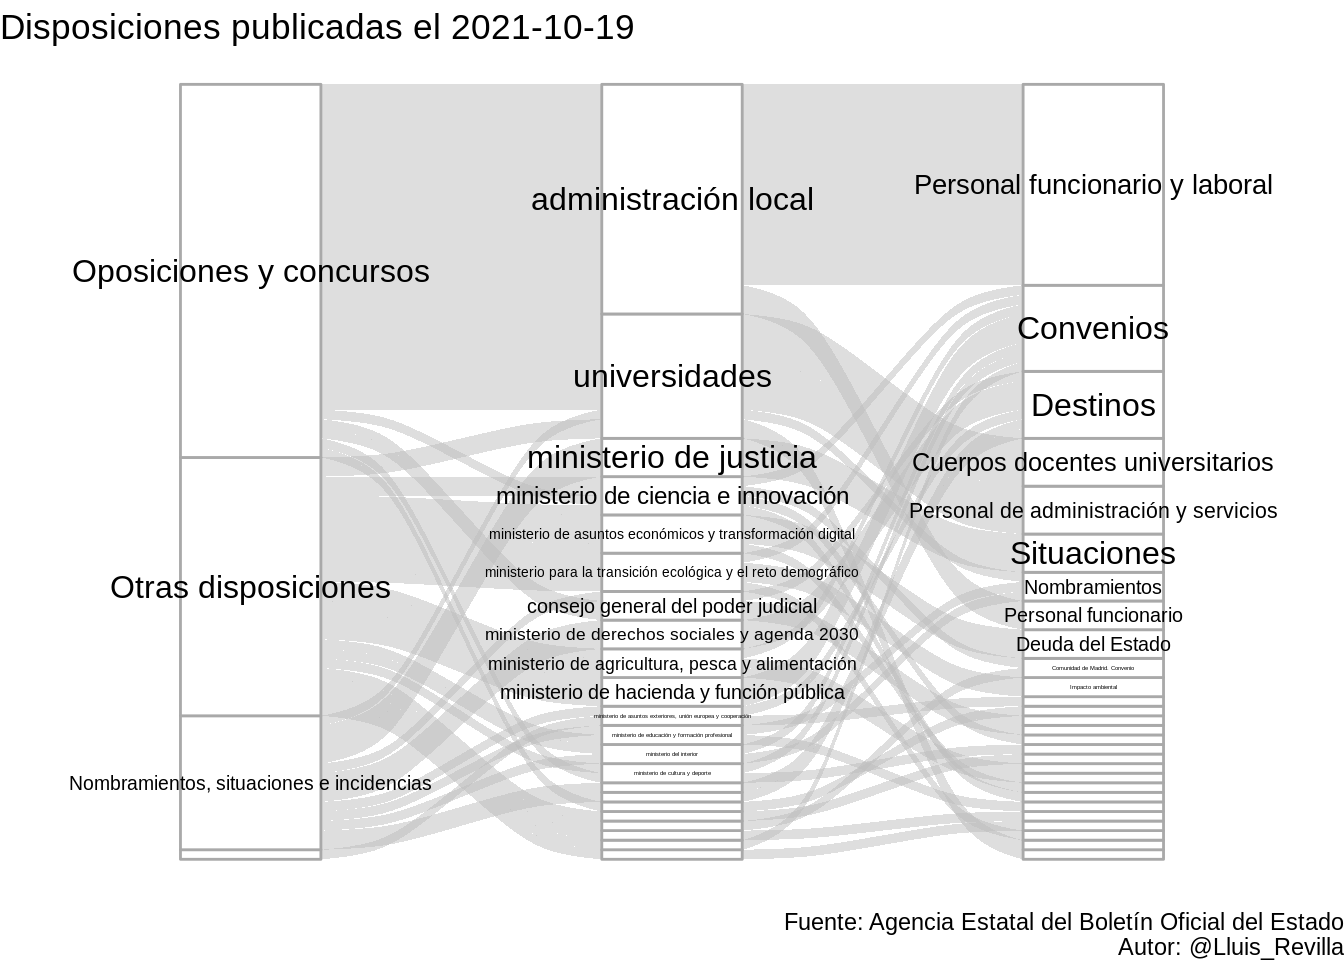 Disposiciones publicadas el 2021-10-19
Oposiciones y concursos
Otras disposiciones
Nombramientos, situaciones e incidencias
administración local
universidades
ministerio de justicia
ministerio de ciencia e innovación
ministerio de asuntos económicos y transformación digital
ministerio para la transición ecológica y el reto demográfico
consejo general del poder judicial
ministerio de derechos sociales y agenda 2030
ministerio de agricultura, pesca y alimentación
ministerio de hacienda y función pública
ministerio de asuntos exteriores, unión europea y cooperación
ministerio de educación y formación profesional
ministerio del interior
ministerio de cultura y deporte
Personal funcionario y laboral
Convenios
Destinos
Cuerpos docentes universitarios
Personal de administración y servicios
Situaciones
Nombramientos
Personal funcionario
Deuda del Estado
Comunidad de Madrid. Convenio
Impacto ambiental
Fuente: Agencia Estatal del Boletín Oficial del Estado
Autor: @Lluis_Revilla